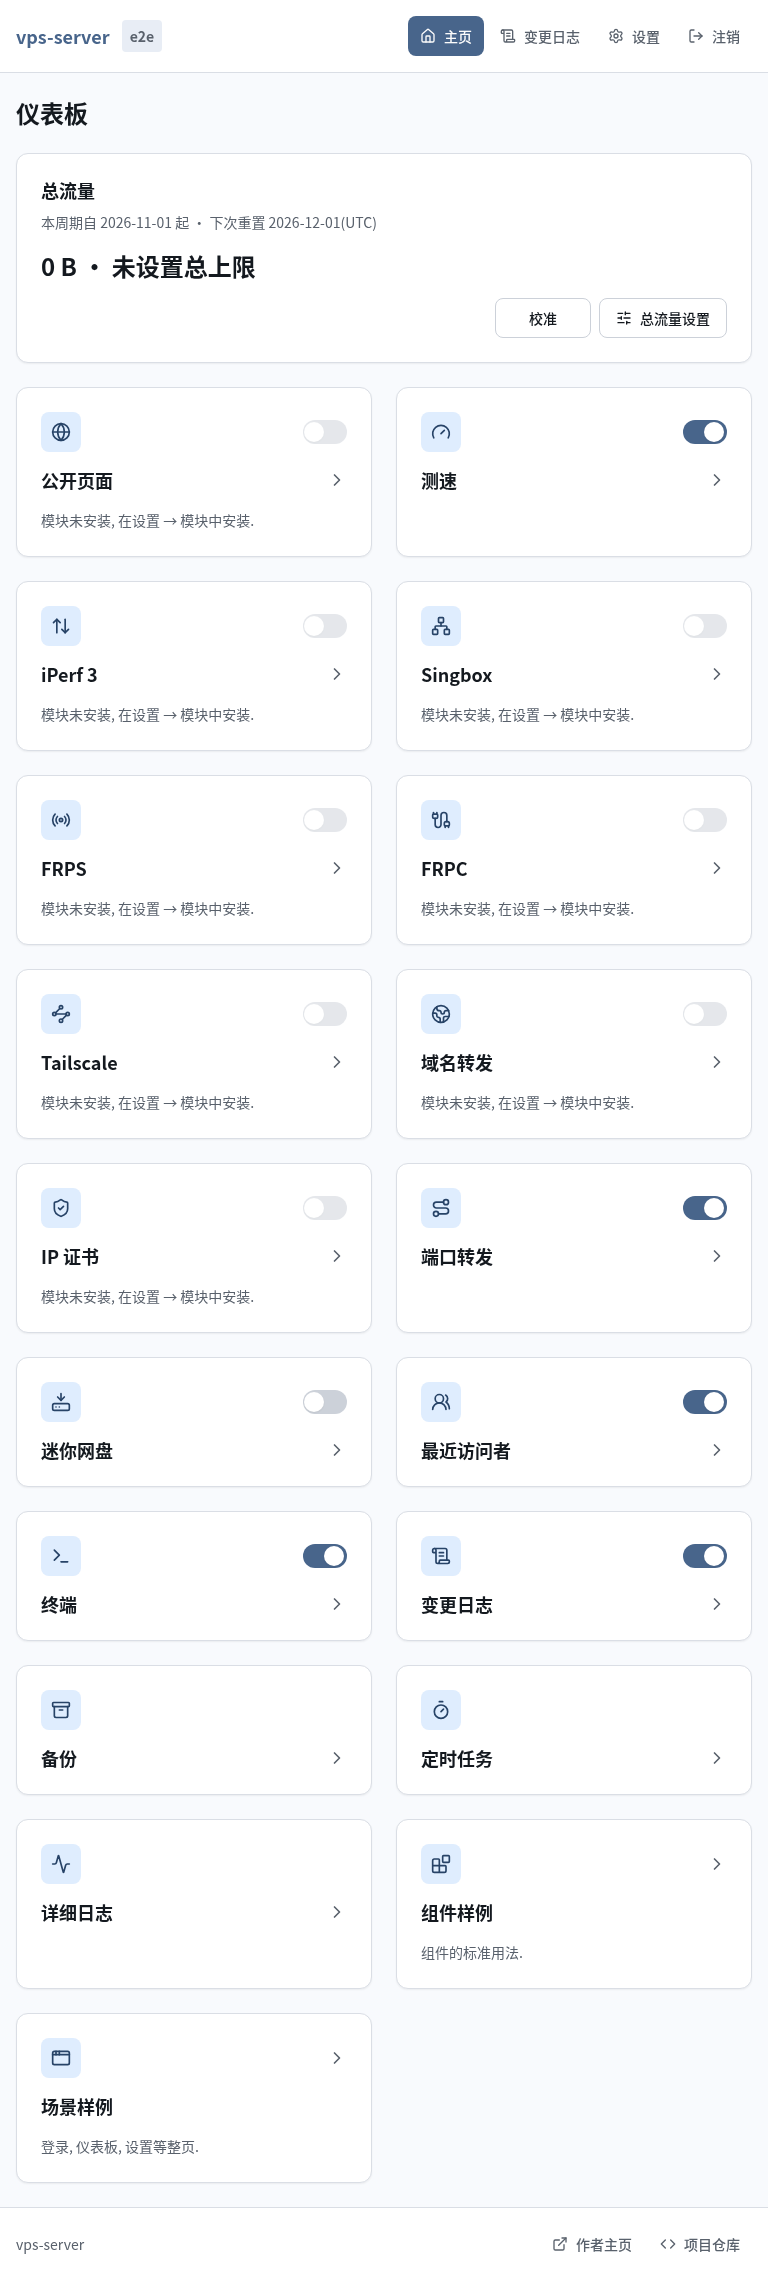 vps-server e2e 主页 变更日志 设置 注销
仪表板
总流量
本周期自 2026-11-01 起 · 下次重置 2026-12-01(UTC)
0 B · 未设置总上限
校准 总流量设置
公开页面
模块未安装, 在设置 → 模块中安装.
测速
iPerf 3
模块未安装, 在设置 → 模块中安装.
Singbox
模块未安装, 在设置 → 模块中安装.
FRPS
模块未安装, 在设置 → 模块中安装.
FRPC
模块未安装, 在设置 → 模块中安装.
Tailscale
模块未安装, 在设置 → 模块中安装.
域名转发
模块未安装, 在设置 → 模块中安装.
IP 证书
模块未安装, 在设置 → 模块中安装.
端口转发
迷你网盘
最近访问者
终端
变更日志
备份
定时任务
详细日志
组件样例
组件的标准用法.
场景样例
登录, 仪表板, 设置等整页.
vps-server 作者主页 项目仓库